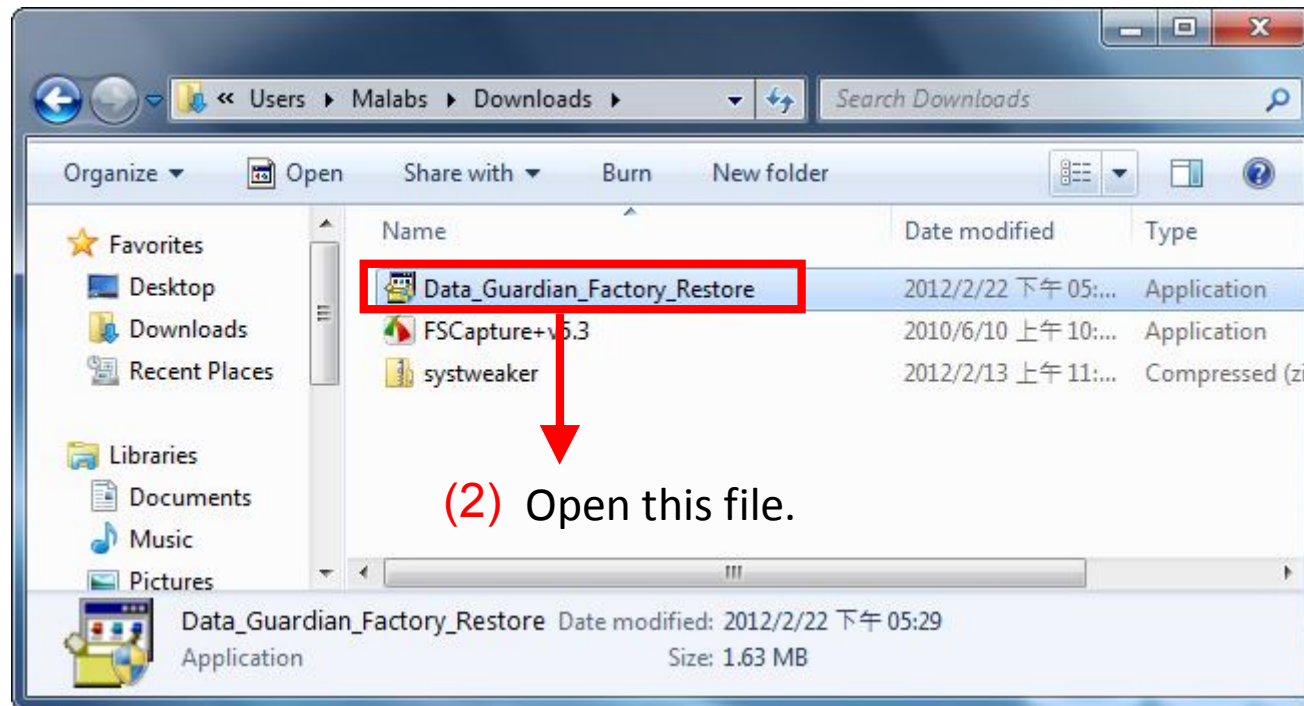 « Users Malabs Downloads Search Downloads
Organize Open Share with Burn New folder
Name Date modified Type
Favorites
Desktop
Downloads
Recent Places
Libraries
Documents
Music
Pictures
Data_Guardian_Factory_Restore 2012/2/22 下午 05:... Application
FSCapture+v5.3 2010/6/10 上午 10:... Application
systweaker 2012/2/13 上午 11:... Compressed (zi
(2) Open this file.
Data_Guardian_Factory_Restore Date modified: 2012/2/22 下午 05:29
Application Size: 1.63 MB